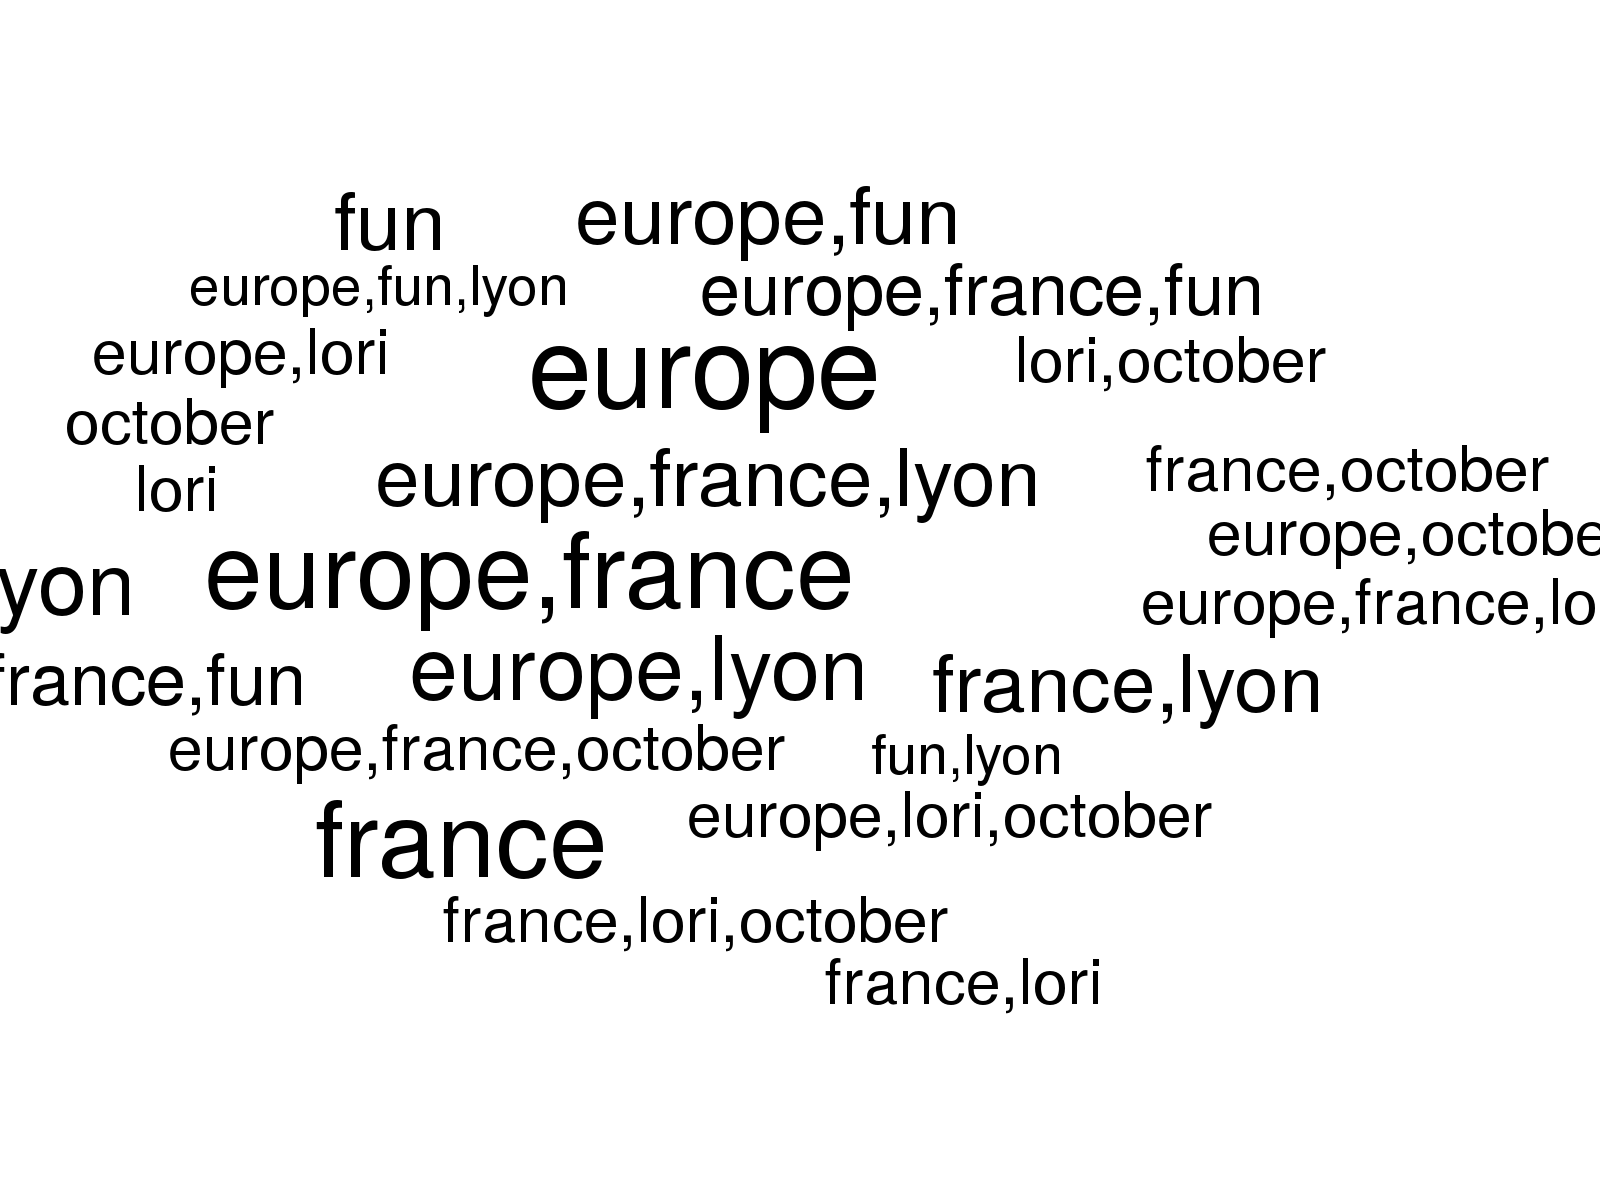 fun europe,fun
europe,fun,lyon europe,france,fun
europe,lori europe lori,october
october
lori europe,france,lyon france,october
europe,octobe
yon europe,france europe,france,lo
france,fun europe,lyon france,lyon
europe,france,october fun,lyon
france europe,lori,october
france,lori,october
france,lori